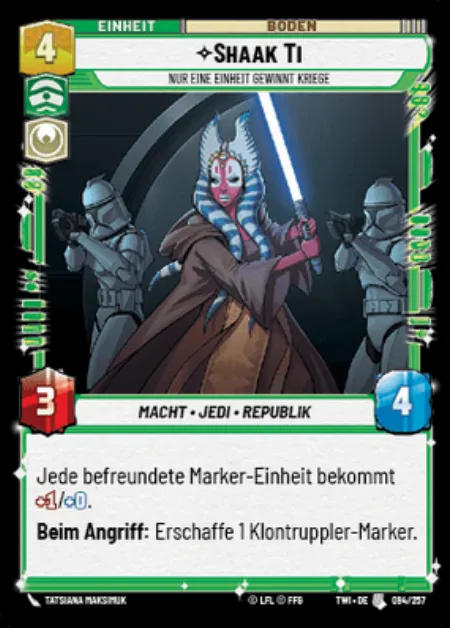 EINHEIT
BODEN
4
Shaak Ti
NUR EINE EINHEIT GEWINNT KRIEGE
3
MACHT • JEDI • REPUBLIK
4
Jede befreundete Marker-Einheit bekommt
+1/+0.
Beim Angriff: Erschaffe 1 Klontruppler-Marker.
TATSIANA MAKSIMUK
© LFL © FFG
TWI • DE
094/257